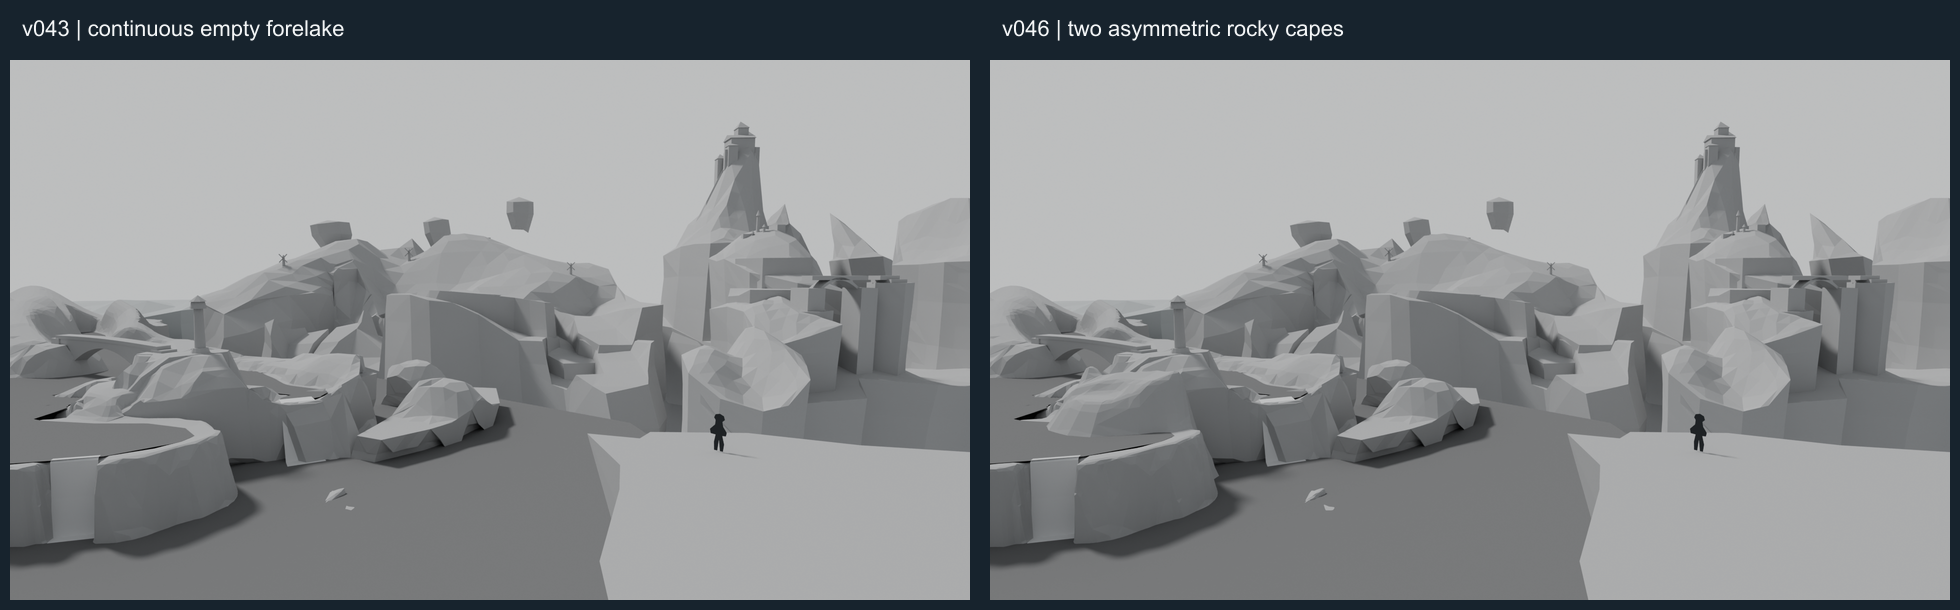 v043 | continuous empty forelake
v046 | two asymmetric rocky capes